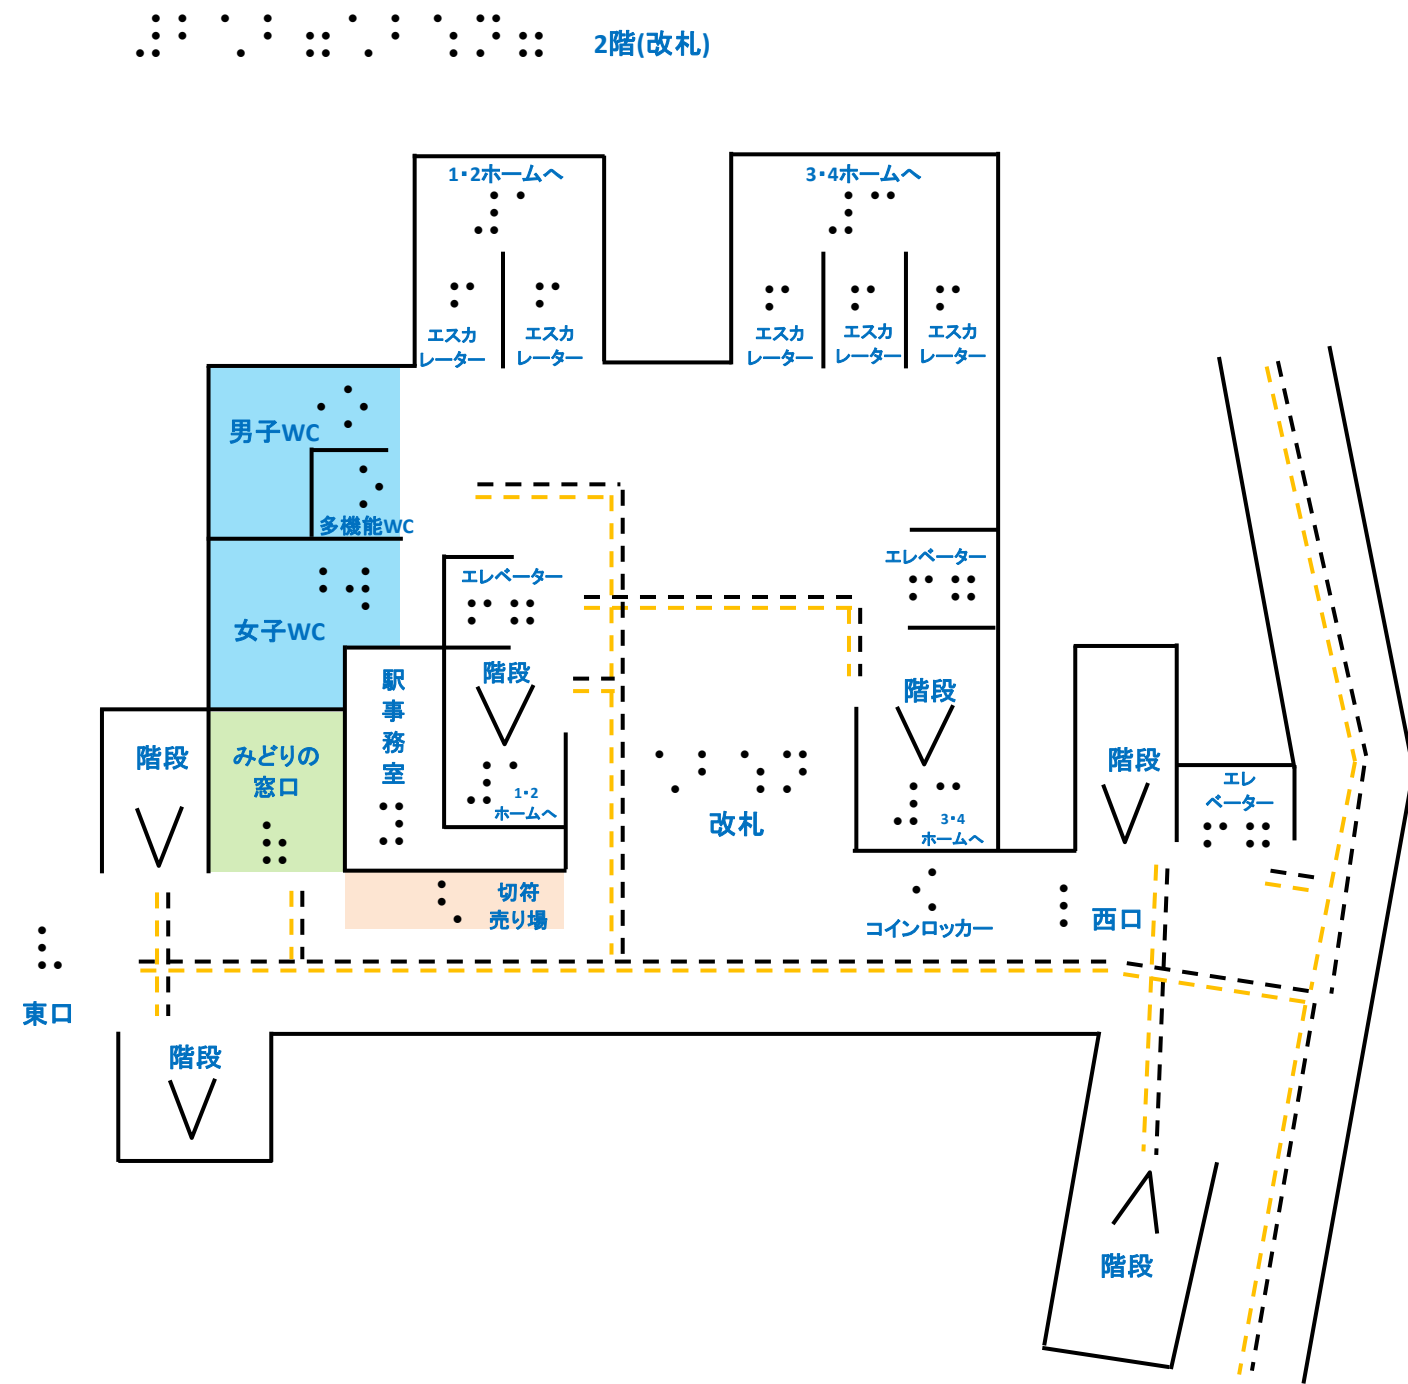 2階(改札)
1・2ホームへ
3・4ホームへ
エスカ
レーター
エスカ
レーター
エスカ
レーター
エスカ
レーター
エスカ
レーター
男子WC
多機能WC
女子WC
エレベーター
エレベーター
階段
駅事務室
階段
階段
みどりの
窓口
1・2
ホームへ
改札
3・4
ホームへ
階段
エレ
ベーター
切符
売り場
コインロッカー
西口
東口
階段
階段